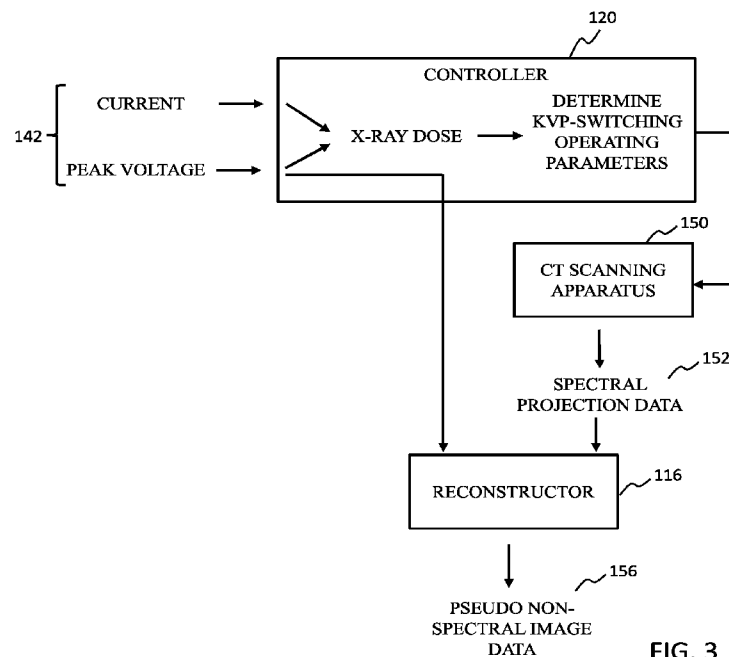 120
CONTROLLER
CURRENT
142
PEAK VOLTAGE
X-RAY DOSE
DETERMINE
KVP-SWITCHING
OPERATING
PARAMETERS
150
CT SCANNING
APPARATUS
152
SPECTRAL
PROJECTION DATA
RECONSTRUCTOR
116
156
PSEUDO NON-
SPECTRAL IMAGE
DATA
FIG. 3